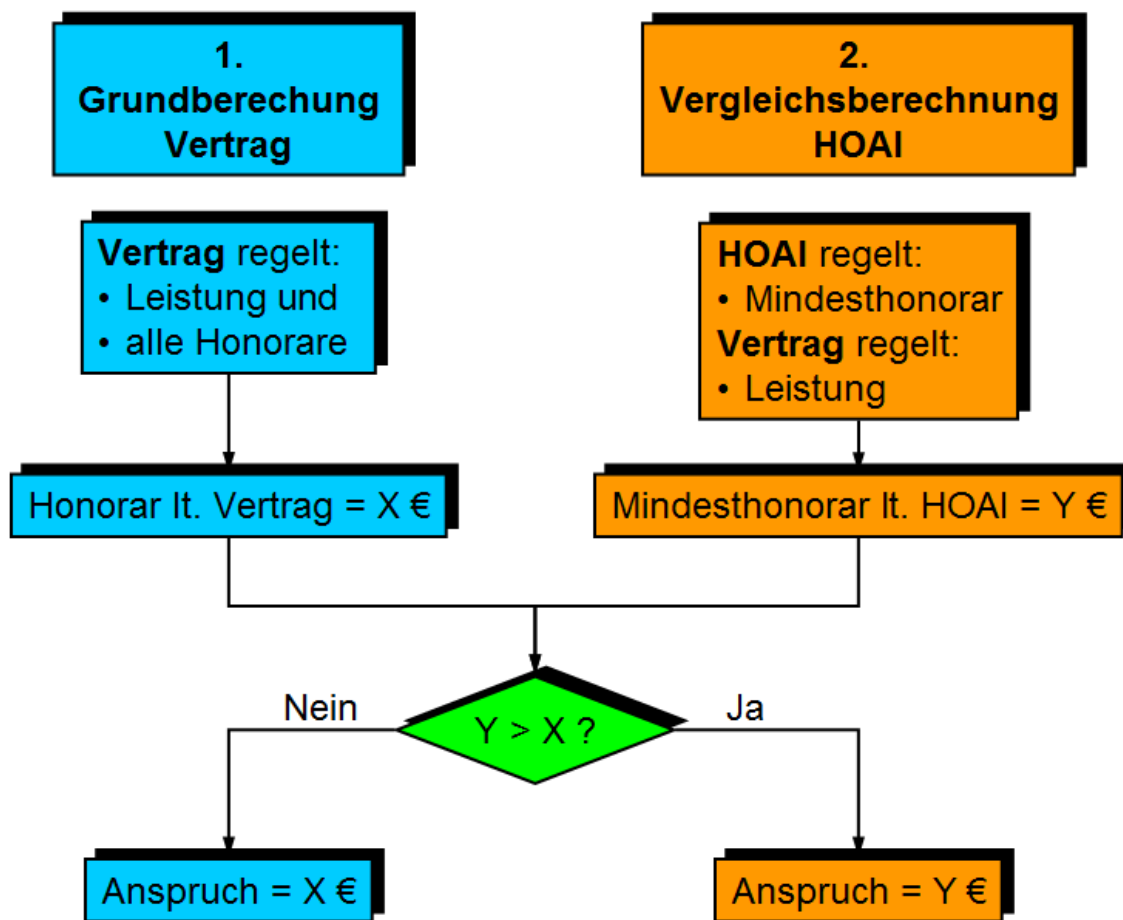 1.
Grundberechung
Vertrag
2.
Vergleichsberechnung
HOAI
Vertrag regelt:
• Leistung und
• alle Honorare
HOAI regelt:
• Mindesthonorar
Vertrag regelt:
• Leistung
Honorar lt. Vertrag = X €
Mindesthonorar lt. HOAI = Y €
Nein
Y > X ?
Ja
Anspruch = X €
Anspruch = Y €